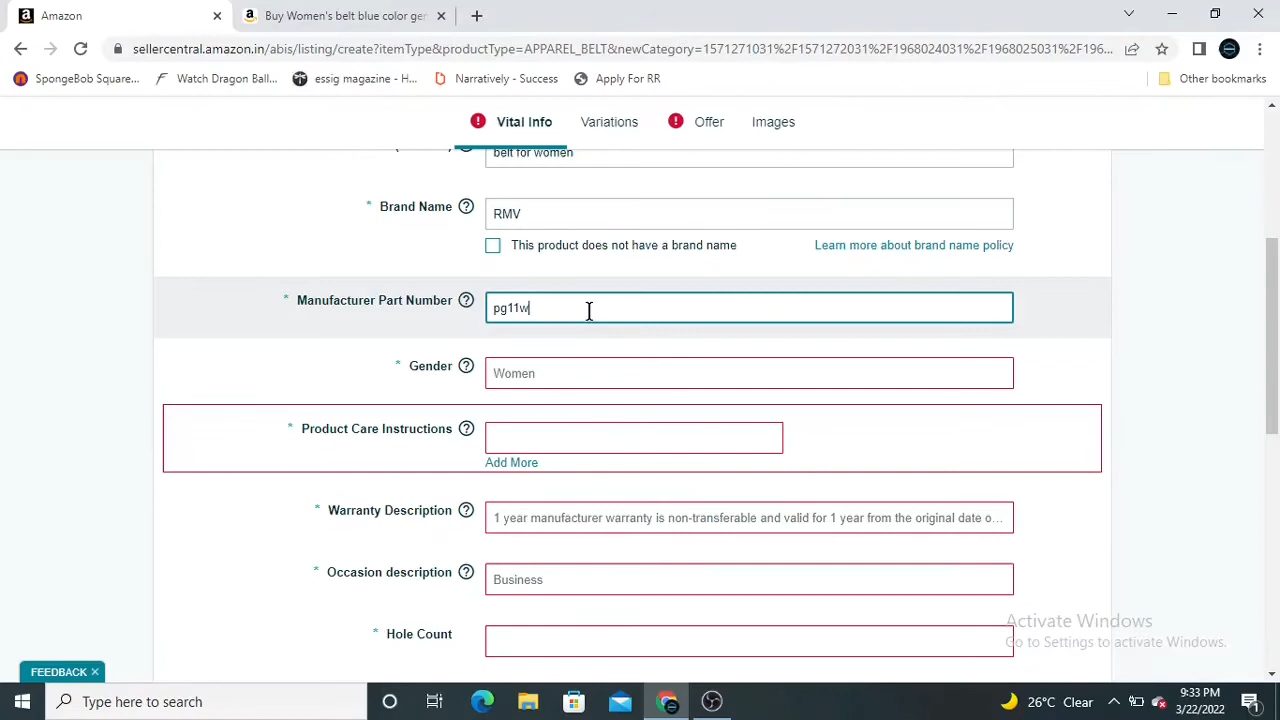 Amazon
Buy Women's belt blue color ger
sellercentral.amazon.in/abis/listing/create?itemType&productType=APPAREL_BELT&newCategory=1571271031%2F1571272031%2F1968024031%2F1968025031%2F196...
SpongeBob Square...
Watch Dragon Ball...
essig magazine - H...
Narratively - Success
Apply For RR
Other bookmarks
! Vital Info
Variations
! Offer
Images
belt for women
* Brand Name ?
RMV
This product does not have a brand name
Learn more about brand name policy
* Manufacturer Part Number ?
pg11w
* Gender ?
Women
* Product Care Instructions ?
Add More
* Warranty Description ?
1 year manufacturer warranty is non-transferable and valid for 1 year from the original date o...
* Occasion description ?
Business
* Hole Count
Activate Windows
Go to Settings to activate Windows.
FEEDBACK ×
Type here to search
26°C Clear
9:33 PM
3/22/2022
1